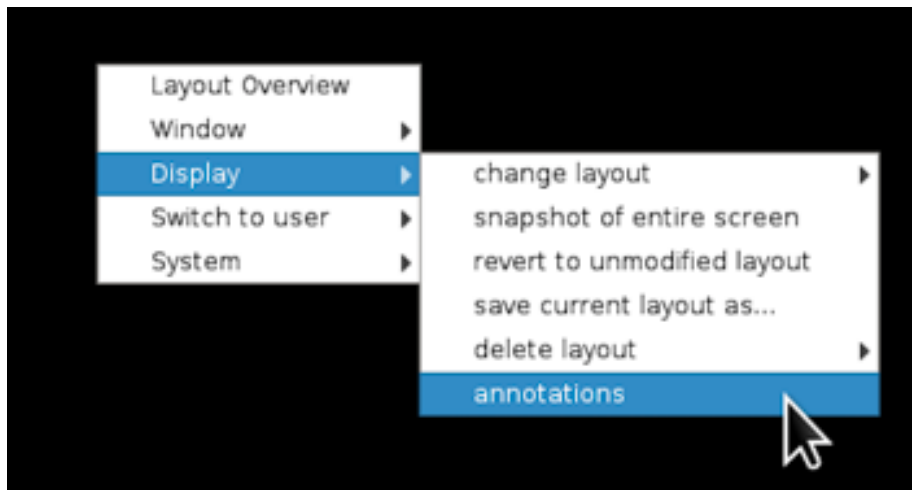 Layout Overview
Window
Display
Switch to user
System
change layout
snapshot of entire screen
revert to unmodified layout
save current layout as...
delete layout
annotations